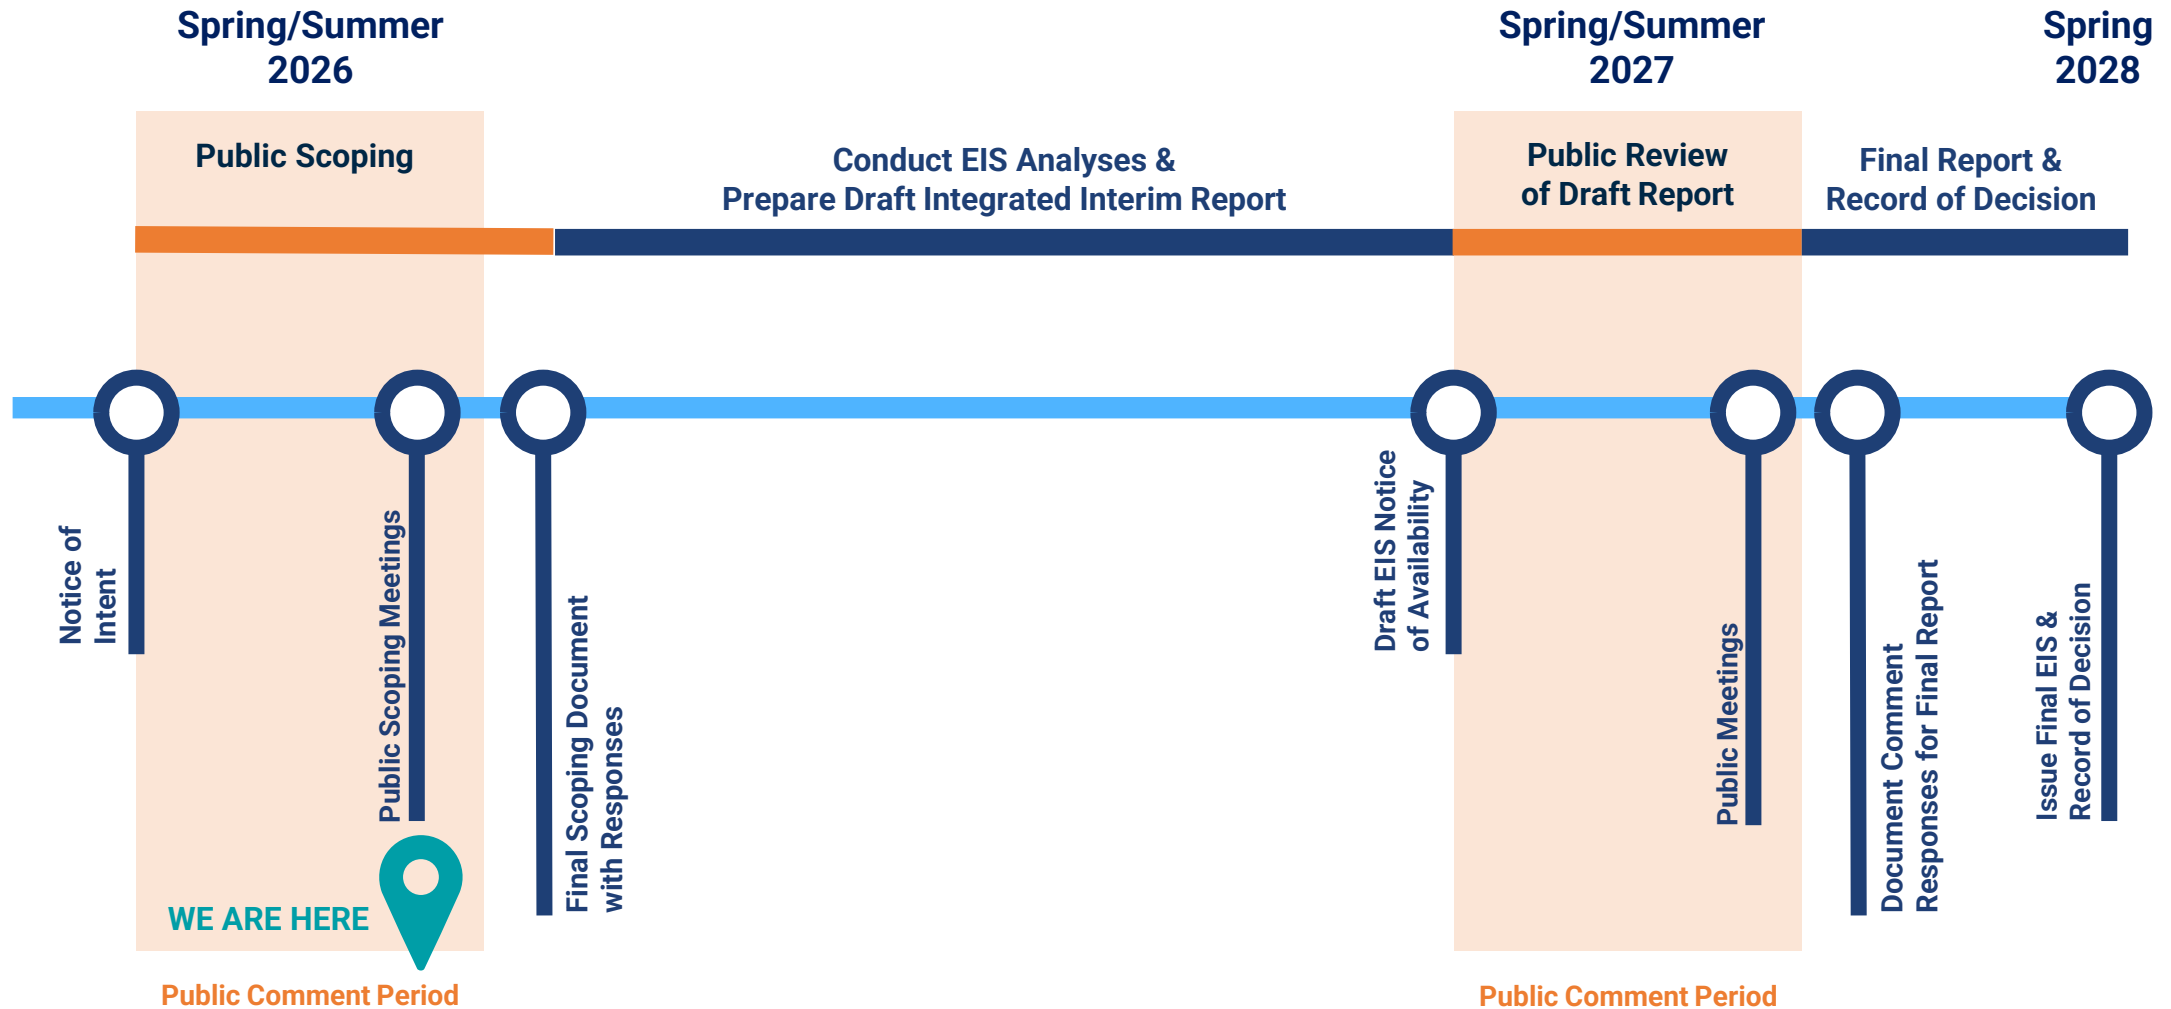 Spring/Summer
2026
Spring/Summer
2027
Spring
2028
Public Scoping
Conduct EIS Analyses &
Prepare Draft Integrated Interim Report
Public Review
of Draft Report
Final Report &
Record of Decision
Notice of
Intent
Public Scoping Meetings
Final Scoping Document
with Responses
Draft EIS Notice
of Availability
Public Meetings
Document Comment
Responses for Final Report
Issue Final EIS &
Record of Decision
WE ARE HERE
Public Comment Period
Public Comment Period